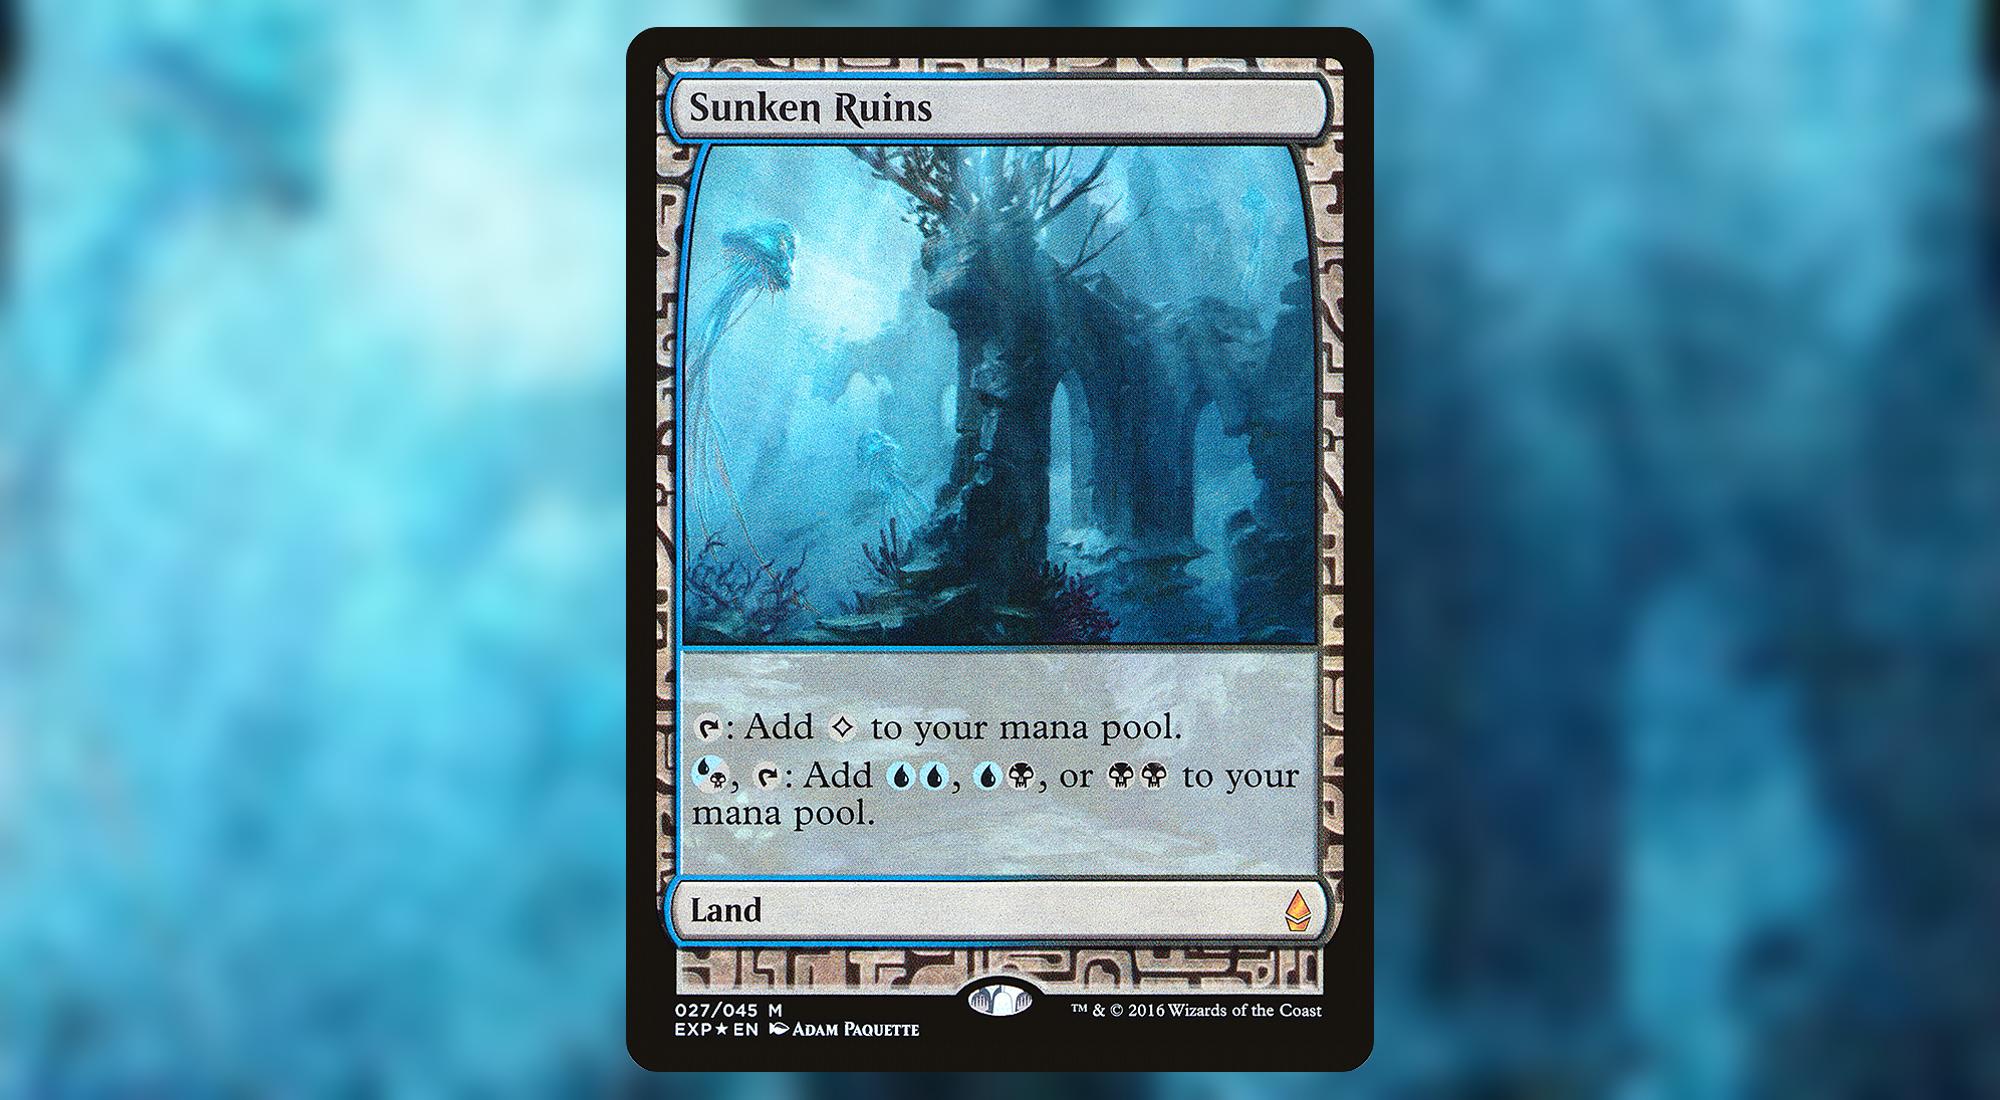 Sunken Ruins
: Add to your mana pool.
, : Add , , or to your
mana pool.
Land
027/045 M
EXP★EN ADAM PAQUETTE
™ & © 2016 Wizards of the Coast